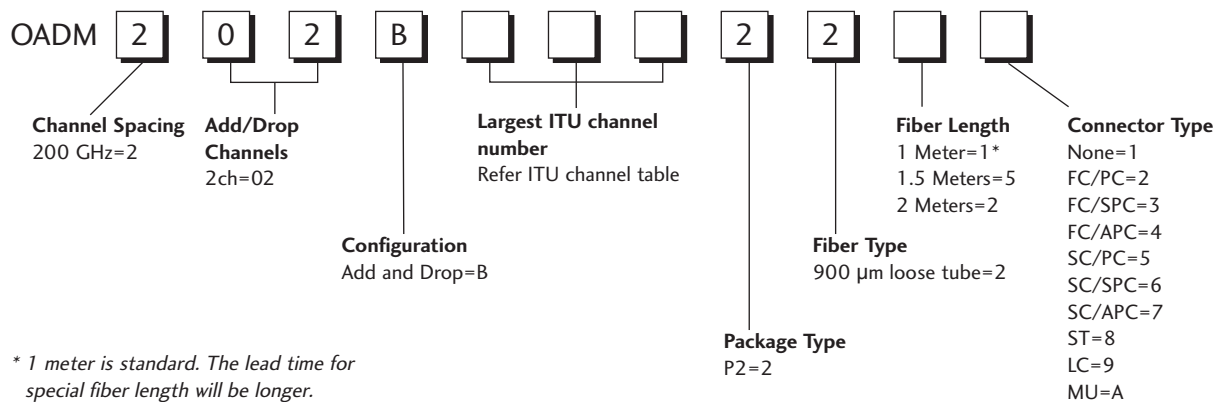 OADM 2 0 2 B 2 2
Channel Spacing
200 GHz=2
Add/Drop
Channels
2ch=02
Configuration
Add and Drop=B
Largest ITU channel
number
Refer ITU channel table
Package Type
P2=2
Fiber Type
900 µm loose tube=2
Fiber Length
1 Meter=1*
1.5 Meters=5
2 Meters=2
Connector Type
None=1
FC/PC=2
FC/SPC=3
FC/APC=4
SC/PC=5
SC/SPC=6
SC/APC=7
ST=8
LC=9
MU=A
* 1 meter is standard. The lead time for
special fiber length will be longer.